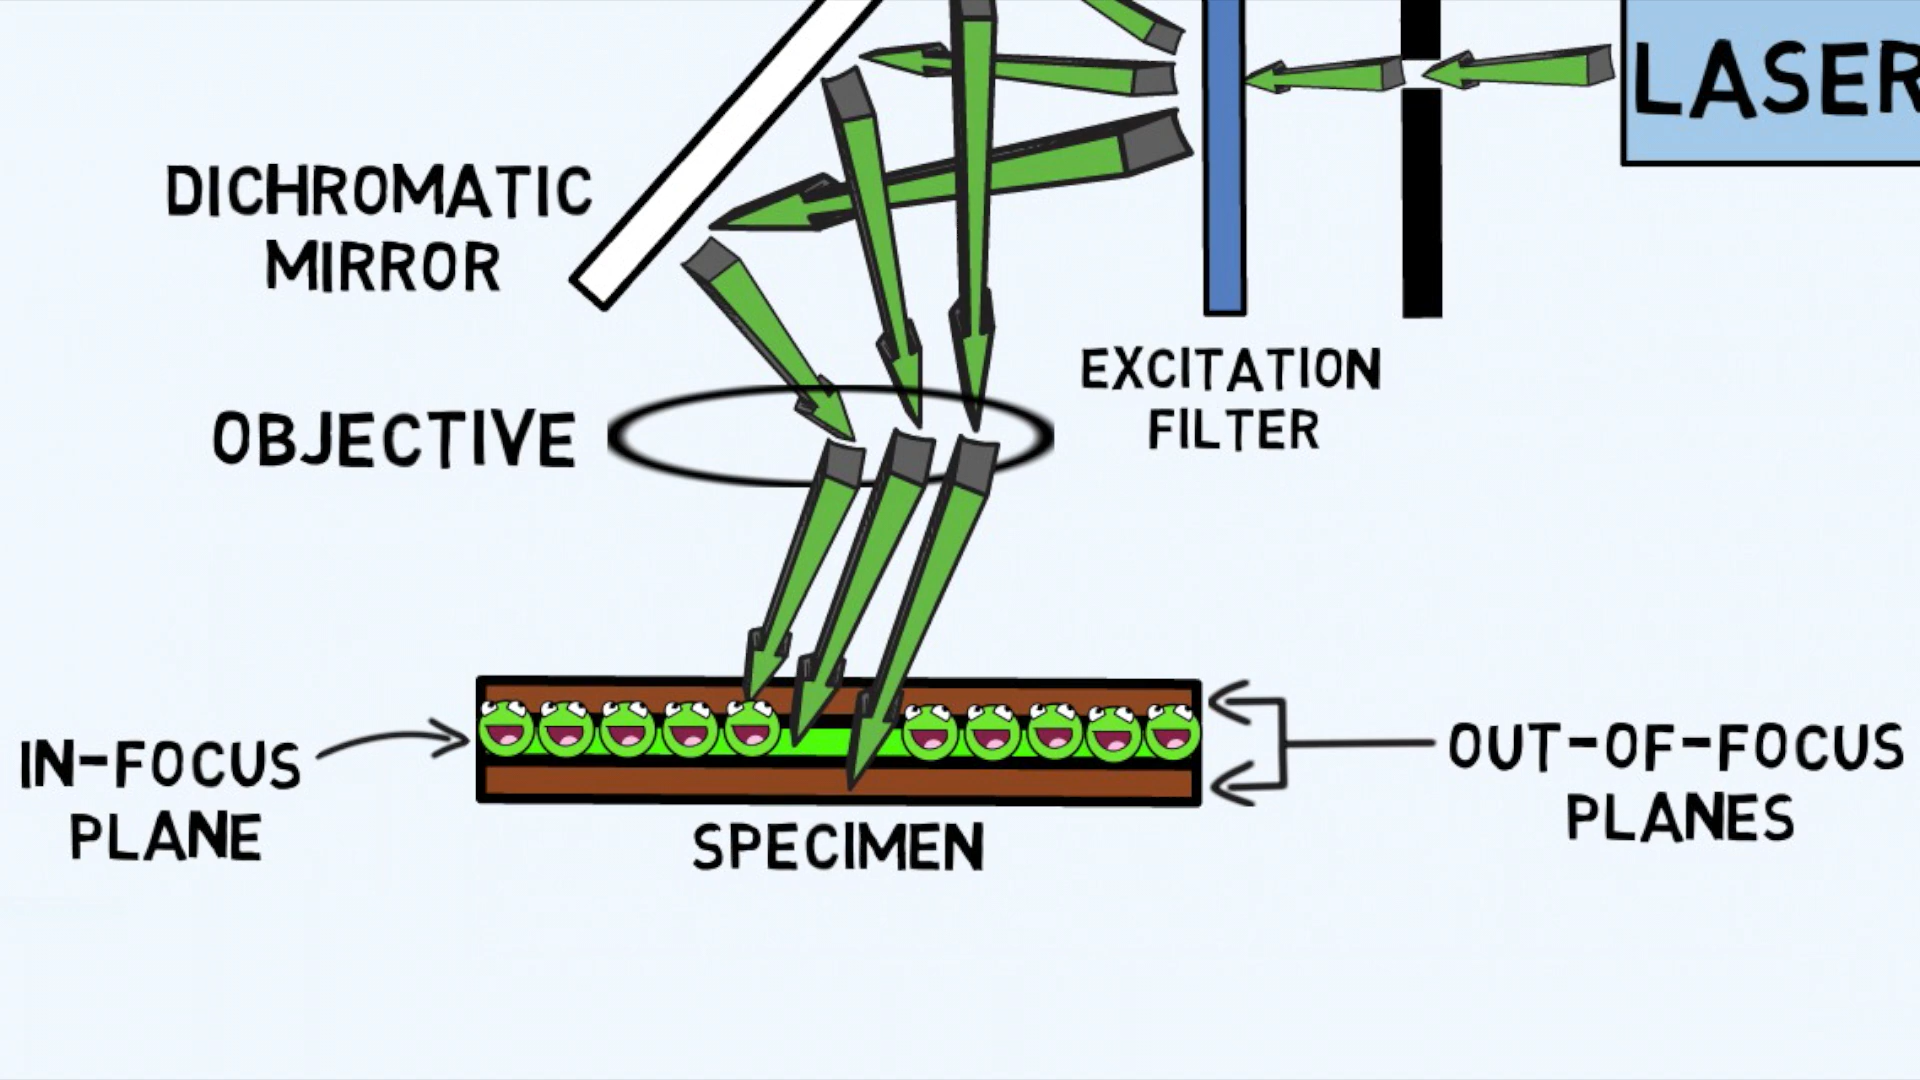 LASER
DICHROMATIC
MIRROR
EXCITATION
FILTER
OBJECTIVE
IN-FOCUS
PLANE
OUT-OF-FOCUS
PLANES
SPECIMEN